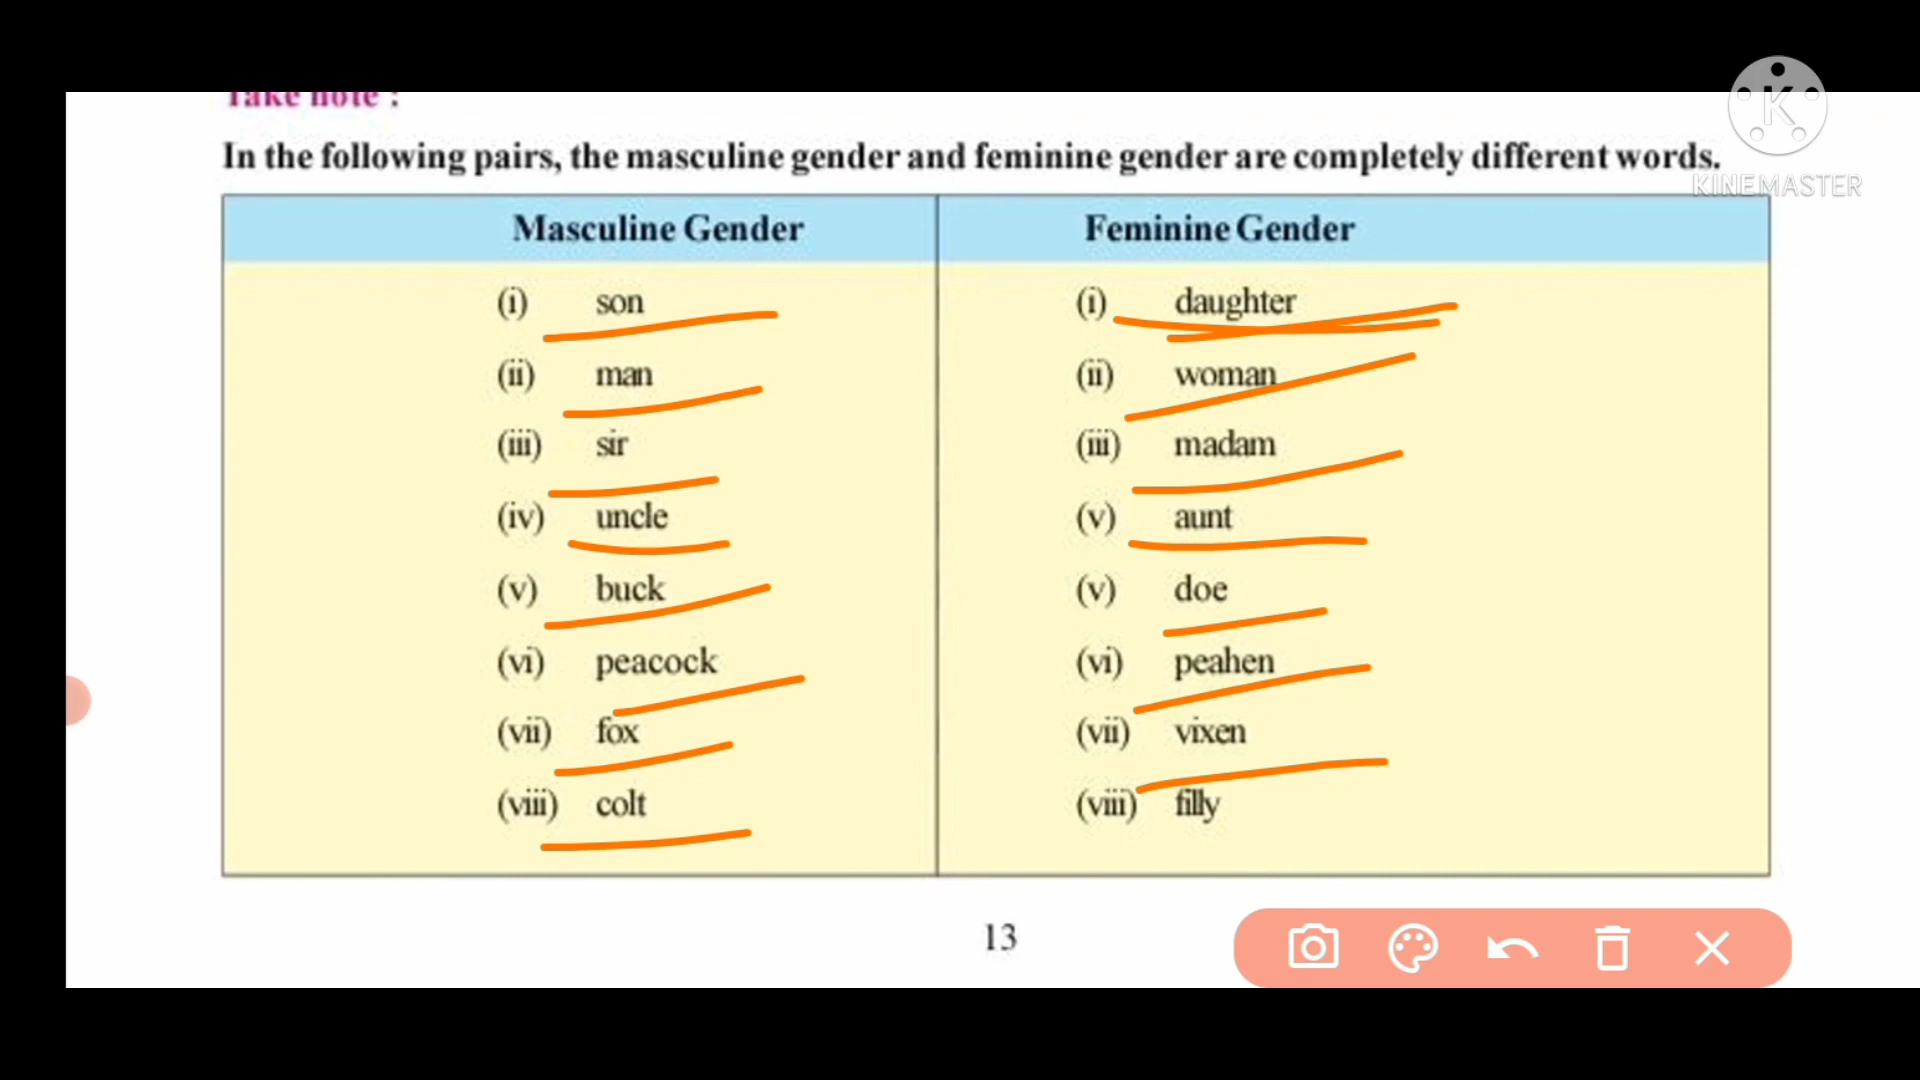 Take note :
K
KINEMASTER
In the following pairs, the masculine gender and feminine gender are completely different words.
Masculine Gender Feminine Gender
(i) son (i) daughter
(ii) man (ii) woman
(iii) sir (iii) madam
(iv) uncle (v) aunt
(v) buck (v) doe
(vi) peacock (vi) peahen
(vii) fox (vii) vixen
(viii) colt (viii) filly
13